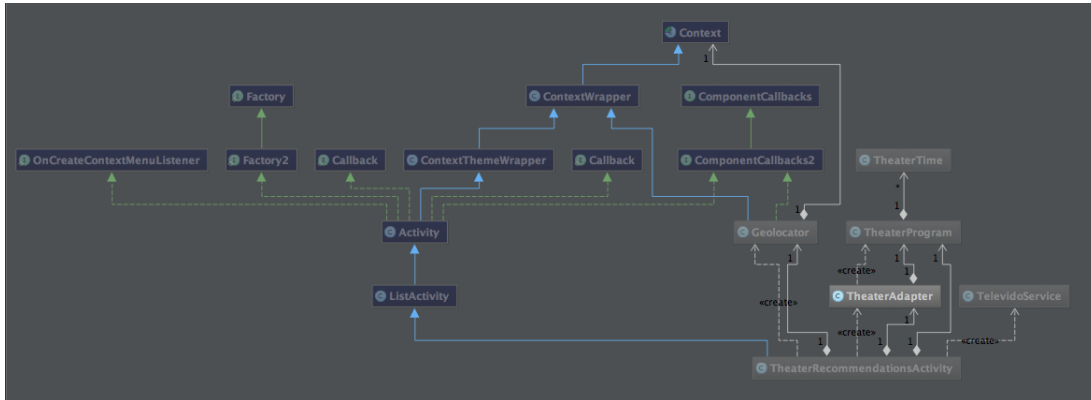 Context
1
Factory
ContextWrapper
ComponentCallbacks
OnCreateContextMenuListener
Factory2
Callback
ContextThemeWrapper
Callback
ComponentCallbacks2
TheaterTime
*
1
1
Activity
Geolocator
TheaterProgram
1
1
1
«create»
1
ListActivity
«create»
TheaterAdapter
TelevidoService
1
«create»
«create»
1
1
1
TheaterRecommendationsActivity